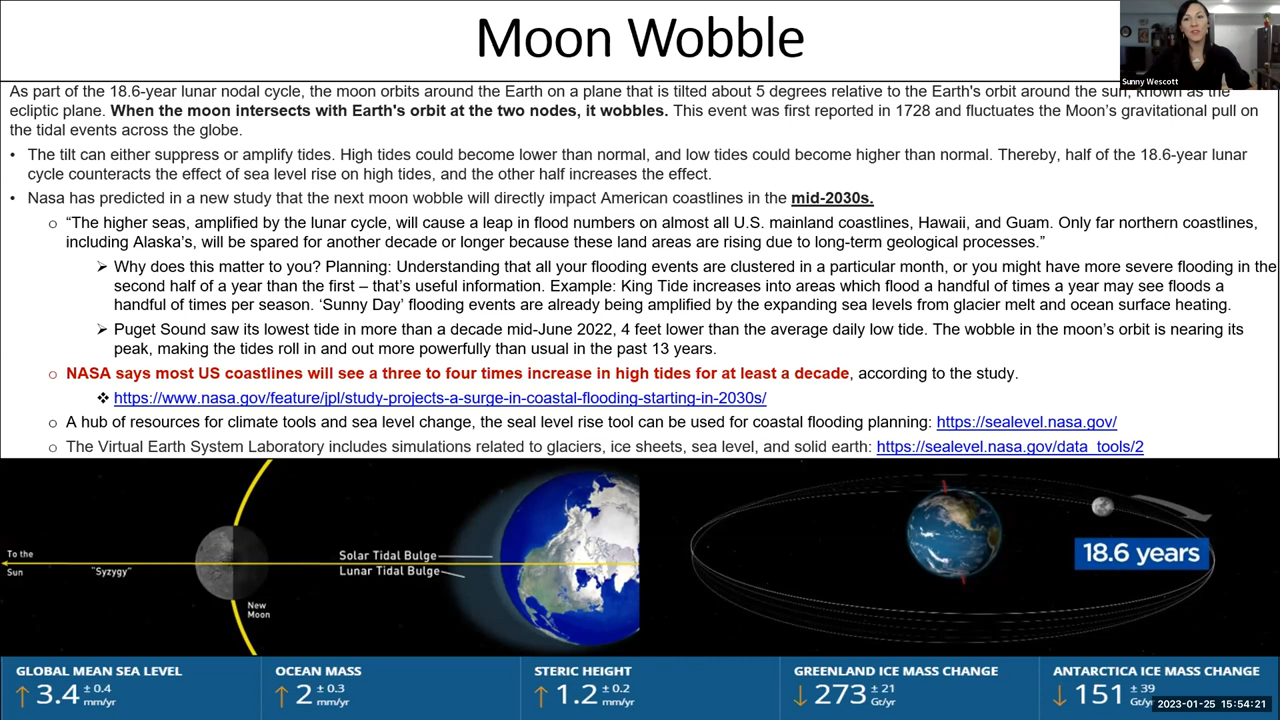 Moon Wobble
Sunny Wescott
As part of the 18.6-year lunar nodal cycle, the moon orbits around the Earth on a plane that is tilted about 5 degrees relative to the Earth's orbit around the sun, known as the
ecliptic plane. When the moon intersects with Earth's orbit at the two nodes, it wobbles. This event was first reported in 1728 and fluctuates the Moon's gravitational pull on
the tidal events across the globe.
• The tilt can either suppress or amplify tides. High tides could become lower than normal, and low tides could become higher than normal. Thereby, half of the 18.6-year lunar
cycle counteracts the effect of sea level rise on high tides, and the other half increases the effect.
• Nasa has predicted in a new study that the next moon wobble will directly impact American coastlines in the mid-2030s.
o “The higher seas, amplified by the lunar cycle, will cause a leap in flood numbers on almost all U.S. mainland coastlines, Hawaii, and Guam. Only far northern coastlines,
including Alaska’s, will be spared for another decade or longer because these land areas are rising due to long-term geological processes.”
➢ Why does this matter to you? Planning: Understanding that all your flooding events are clustered in a particular month, or you might have more severe flooding in the
second half of a year than the first – that’s useful information. Example: King Tide increases into areas which flood a handful of times a year may see floods a
handful of times per season. ‘Sunny Day’ flooding events are already being amplified by the expanding sea levels from glacier melt and ocean surface heating.
➢ Puget Sound saw its lowest tide in more than a decade mid-June 2022, 4 feet lower than the average daily low tide. The wobble in the moon’s orbit is nearing its
peak, making the tides roll in and out more powerfully than usual in the past 13 years.
o NASA says most US coastlines will see a three to four times increase in high tides for at least a decade, according to the study.
❖ https://www.nasa.gov/feature/jpl/study-projects-a-surge-in-coastal-flooding-starting-in-2030s/
o A hub of resources for climate tools and sea level change, the seal level rise tool can be used for coastal flooding planning: https://sealevel.nasa.gov/
o The Virtual Earth System Laboratory includes simulations related to glaciers, ice sheets, sea level, and solid earth: https://sealevel.nasa.gov/data_tools/2
To the
Sun
"Syzygy"
New
Moon
Solar Tidal Bulge
Lunar Tidal Bulge
18.6 years
GLOBAL MEAN SEA LEVEL
↑ 3.4 ± 0.4 mm/yr
OCEAN MASS
↑ 2 ± 0.3 mm/yr
STERIC HEIGHT
↑ 1.2 ± 0.2 mm/yr
GREENLAND ICE MASS CHANGE
↓ 273 ± 21 Gt/yr
ANTARCTICA ICE MASS CHANGE
↓ 151 ± 39 Gt/yr
2023-01-25 15:54:21